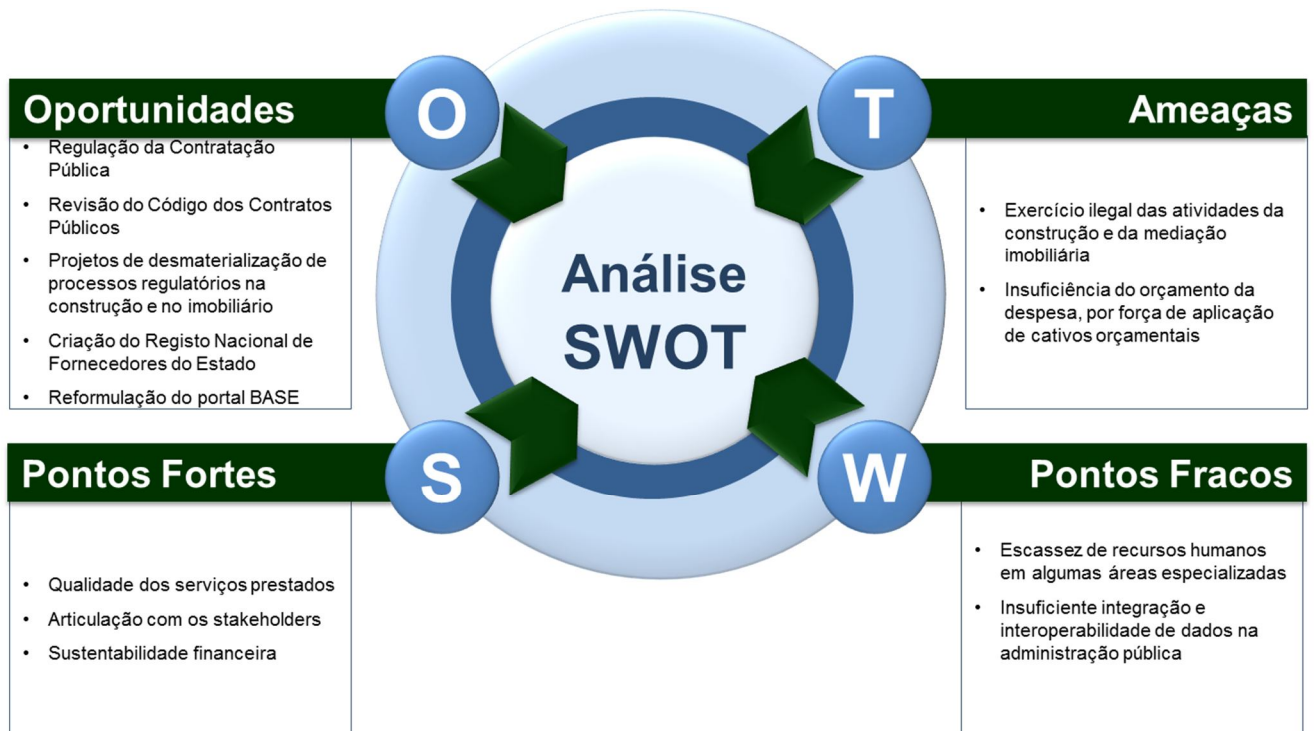 Oportunidades
O
• Regulação da Contratação
Pública
• Revisão do Código dos Contratos
Públicos
• Projetos de desmaterialização de
processos regulatórios na
construção e no imobiliário
• Criação do Registo Nacional de
Fornecedores do Estado
• Reformulação do portal BASE
T
Ameaças
• Exercício ilegal das atividades da
construção e da mediação
imobiliária
• Insuficiência do orçamento da
despesa, por força de aplicação
de cativos orçamentais
Análise
SWOT
Pontos Fortes
S
• Qualidade dos serviços prestados
• Articulação com os stakeholders
• Sustentabilidade financeira
W
Pontos Fracos
• Escassez de recursos humanos
em algumas áreas especializadas
• Insuficiente integração e
interoperabilidade de dados na
administração pública